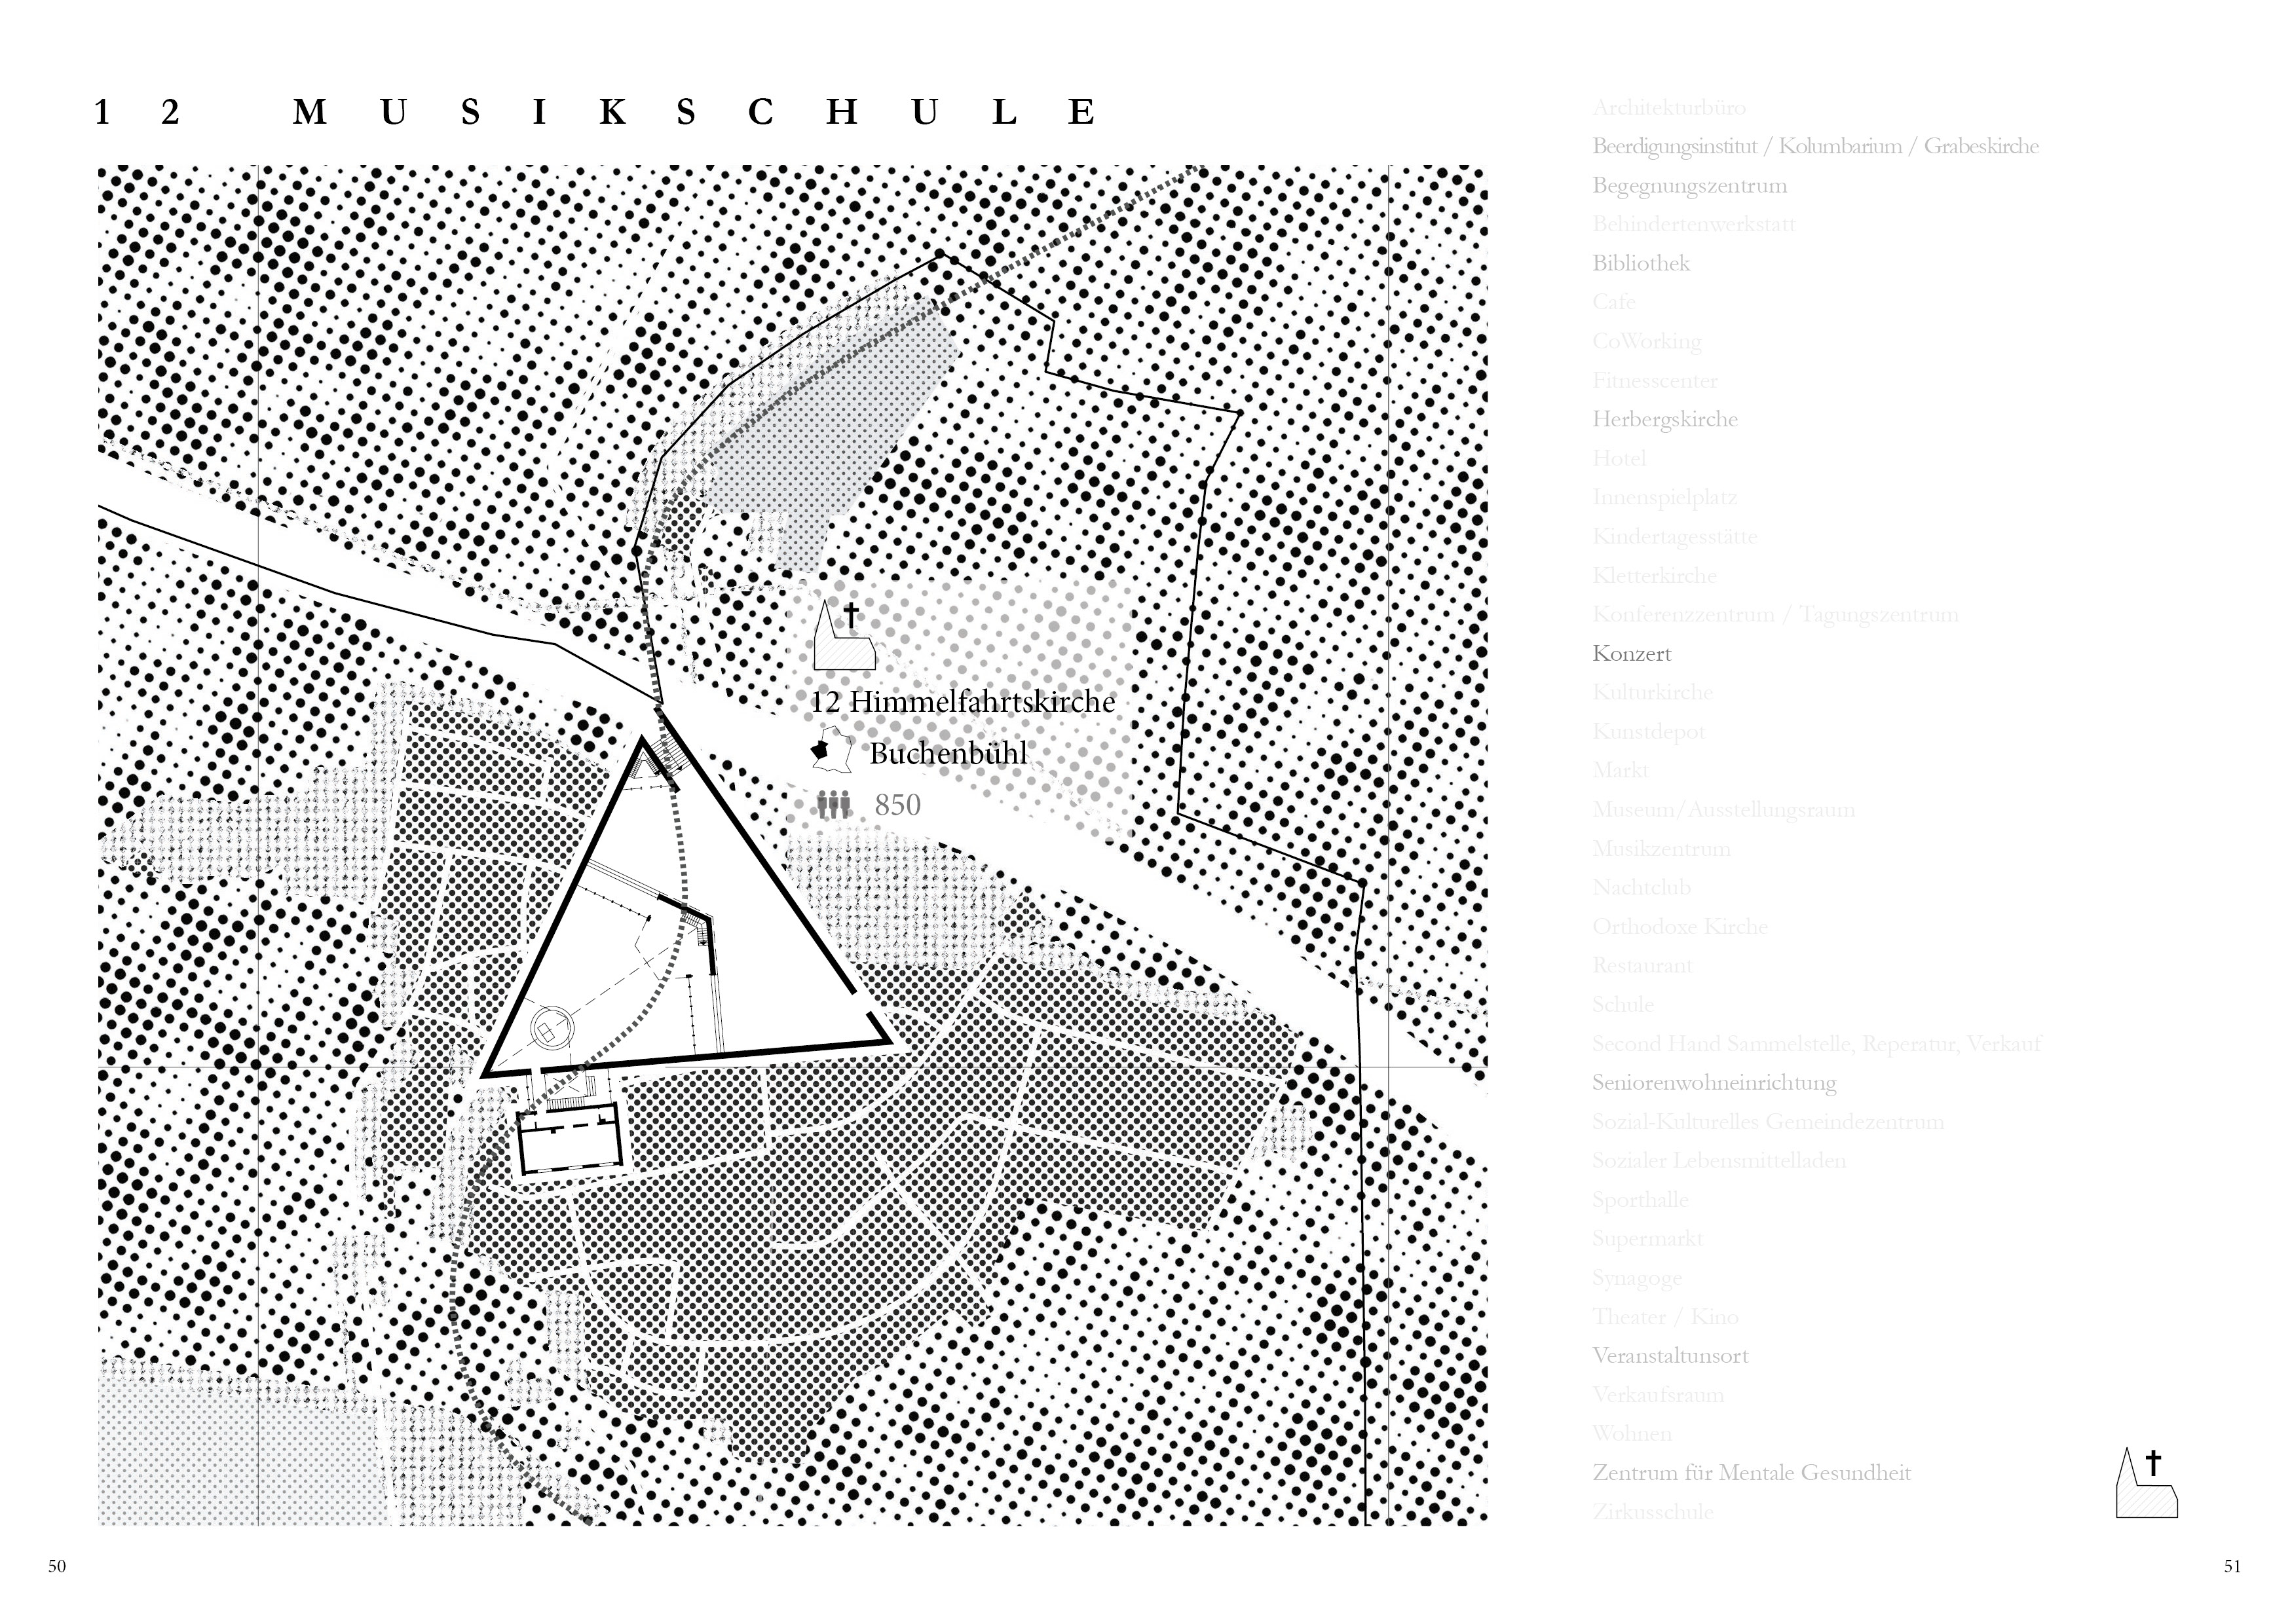 12 MUSIKSCHULE
12 Himmelfahrtskirche
Buchenbühl
850
50
Architekturbüro
Beerdigungsinstitut / Kolumbarium / Grabeskirche
Begegnungszentrum
Behindertenwerkstatt
Bibliothek
Cafe
CoWorking
Fitnesscenter
Herbergskirche
Hotel
Innenspielplatz
Kindertagesstätte
Kletterkirche
Konferenzzentrum / Tagungszentrum
Konzert
Kulturkirche
Kunstdepot
Markt
Museum/Ausstellungsraum
Musikzentrum
Nachtclub
Orthodoxe Kirche
Restaurant
Schule
Second Hand Sammelstelle, Reperatur, Verkauf
Seniorenwohneinrichtung
Sozial-Kulturelles Gemeindezentrum
Sozialer Lebensmittelladen
Sporthalle
Supermarkt
Synagoge
Theater / Kino
Veranstaltunsort
Verkaufsraum
Wohnen
Zentrum für Mentale Gesundheit
Zirkusschule
51